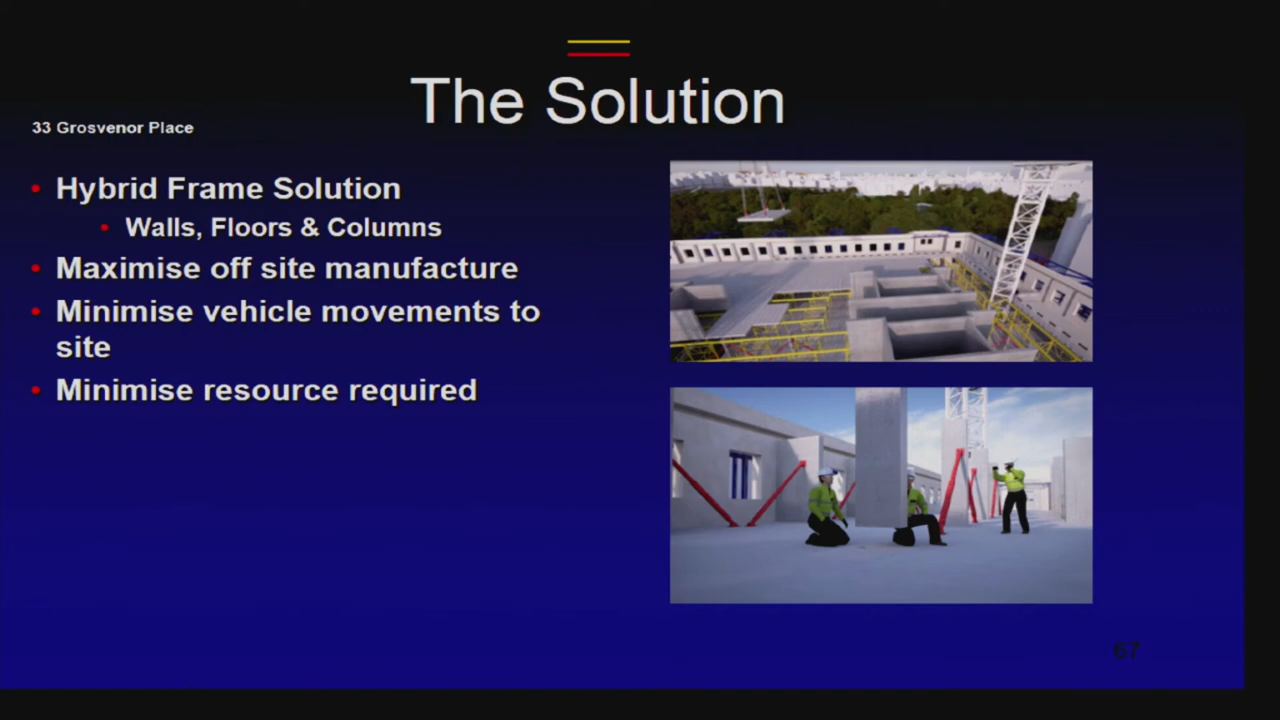 The Solution
33 Grosvenor Place
• Hybrid Frame Solution
• Walls, Floors & Columns
• Maximise off site manufacture
• Minimise vehicle movements to
site
• Minimise resource required
67